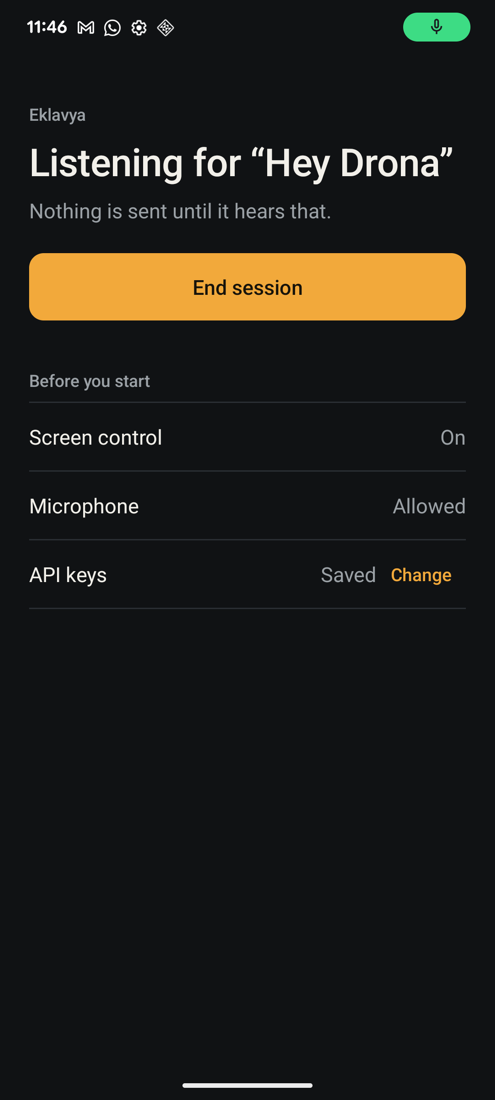 11:46
Eklavya
Listening for “Hey Drona”
Nothing is sent until it hears that.
End session
Before you start
Screen control On
Microphone Allowed
API keys Saved Change